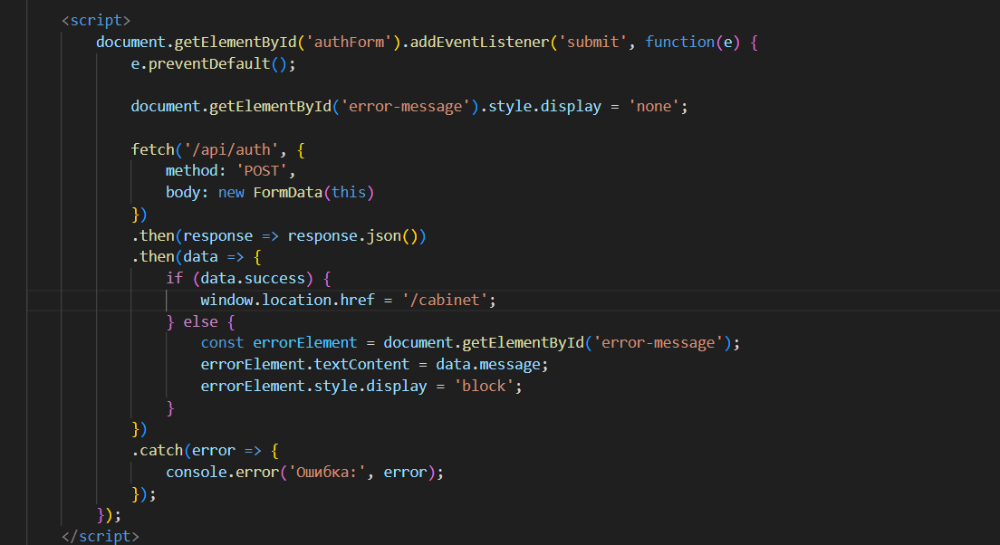 <script>
document.getElementById('authForm').addEventListener('submit', function(e) {
e.preventDefault();
document.getElementById('error-message').style.display = 'none';
fetch('/api/auth', {
method: 'POST',
body: new FormData(this)
})
.then(response => response.json())
.then(data => {
if (data.success) {
window.location.href = '/cabinet';
} else {
const errorElement = document.getElementById('error-message');
errorElement.textContent = data.message;
errorElement.style.display = 'block';
}
})
.catch(error => {
console.error('Ошибка:', error);
});
});
</script>